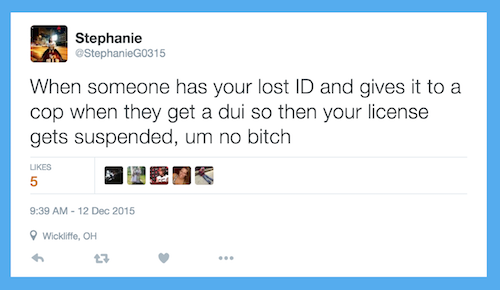 Stephanie
@StephanieG0315
When someone has your lost ID and gives it to a
cop when they get a dui so then your license
gets suspended, um no bitch
LIKES
5
9:39 AM - 12 Dec 2015
Wickliffe, OH